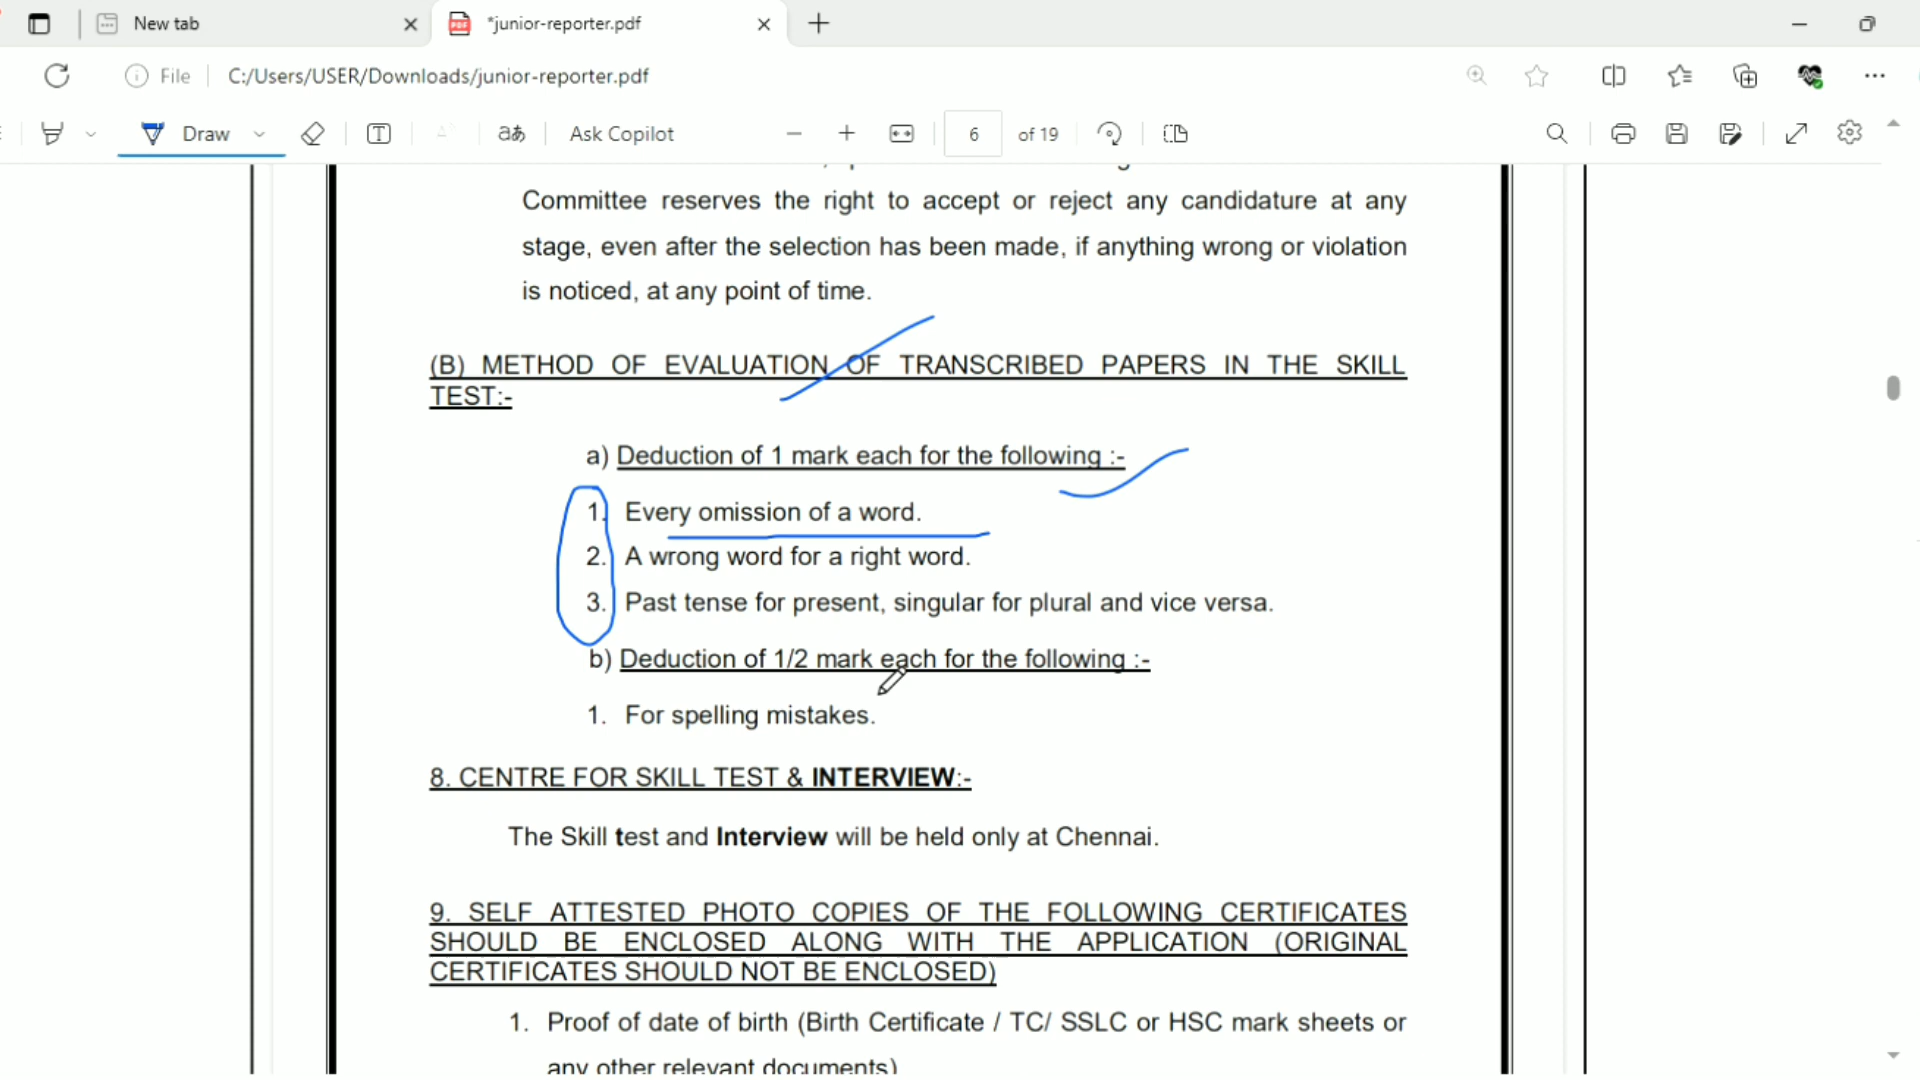 New tab
*junior-reporter.pdf
File
C:/Users/USER/Downloads/junior-reporter.pdf
Draw
aあ
Ask Copilot
6 of 19
Committee reserves the right to accept or reject any candidature at any
stage, even after the selection has been made, if anything wrong or violation
is noticed, at any point of time.
(B) METHOD OF EVALUATION OF TRANSCRIBED PAPERS IN THE SKILL
TEST:-
a) Deduction of 1 mark each for the following :-
1. Every omission of a word.
2. A wrong word for a right word.
3. Past tense for present, singular for plural and vice versa.
b) Deduction of 1/2 mark each for the following :-
1. For spelling mistakes.
8. CENTRE FOR SKILL TEST & INTERVIEW:-
The Skill test and Interview will be held only at Chennai.
9. SELF ATTESTED PHOTO COPIES OF THE FOLLOWING CERTIFICATES
SHOULD BE ENCLOSED ALONG WITH THE APPLICATION (ORIGINAL
CERTIFICATES SHOULD NOT BE ENCLOSED)
1. Proof of date of birth (Birth Certificate / TC/ SSLC or HSC mark sheets or
any other relevant documents)